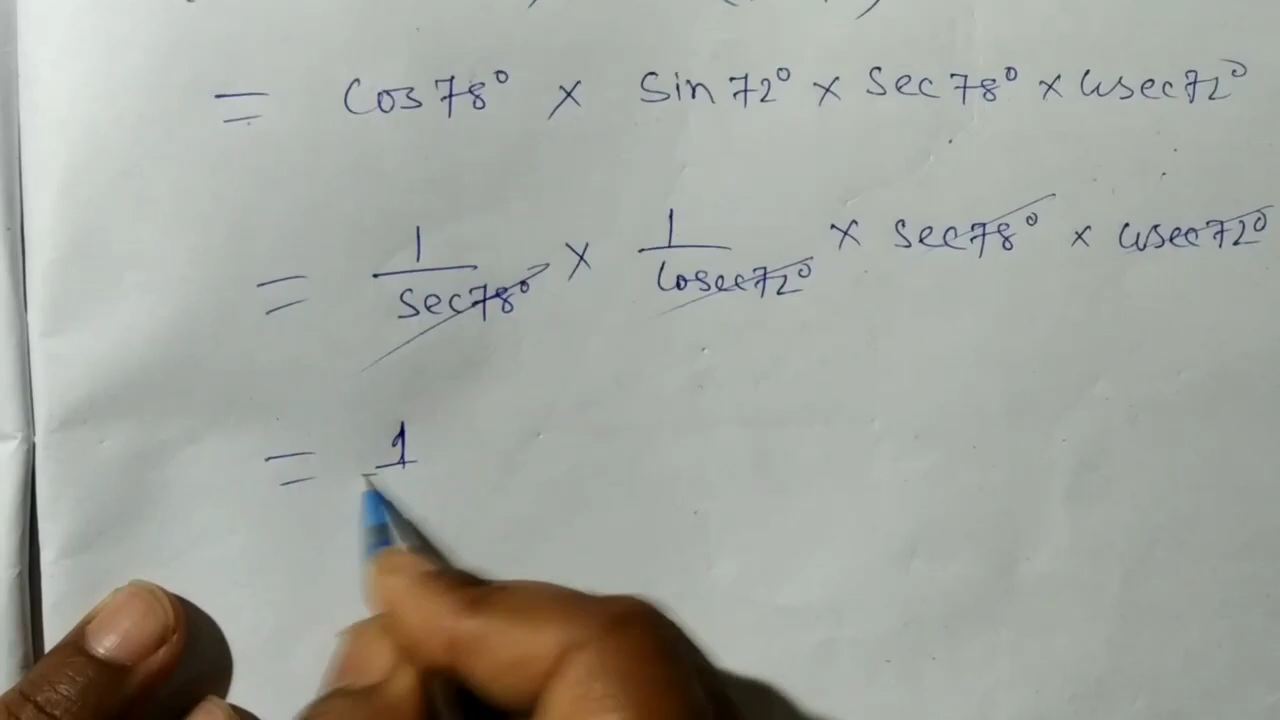 = cos 78° × sin 72° × sec 78° × cosec 72°
= 1/sec 78° × 1/cosec 72° × sec 78° × cosec 72°
= 1